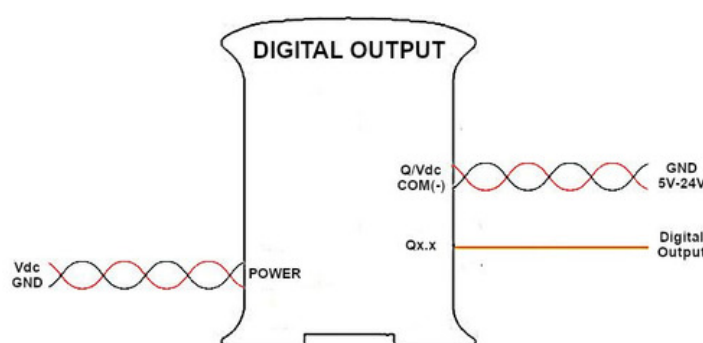 DIGITAL OUTPUT
Q/Vdc
COM(-)
GND
5V-24V
Qx.x
Digital
Output
Vdc
GND
POWER